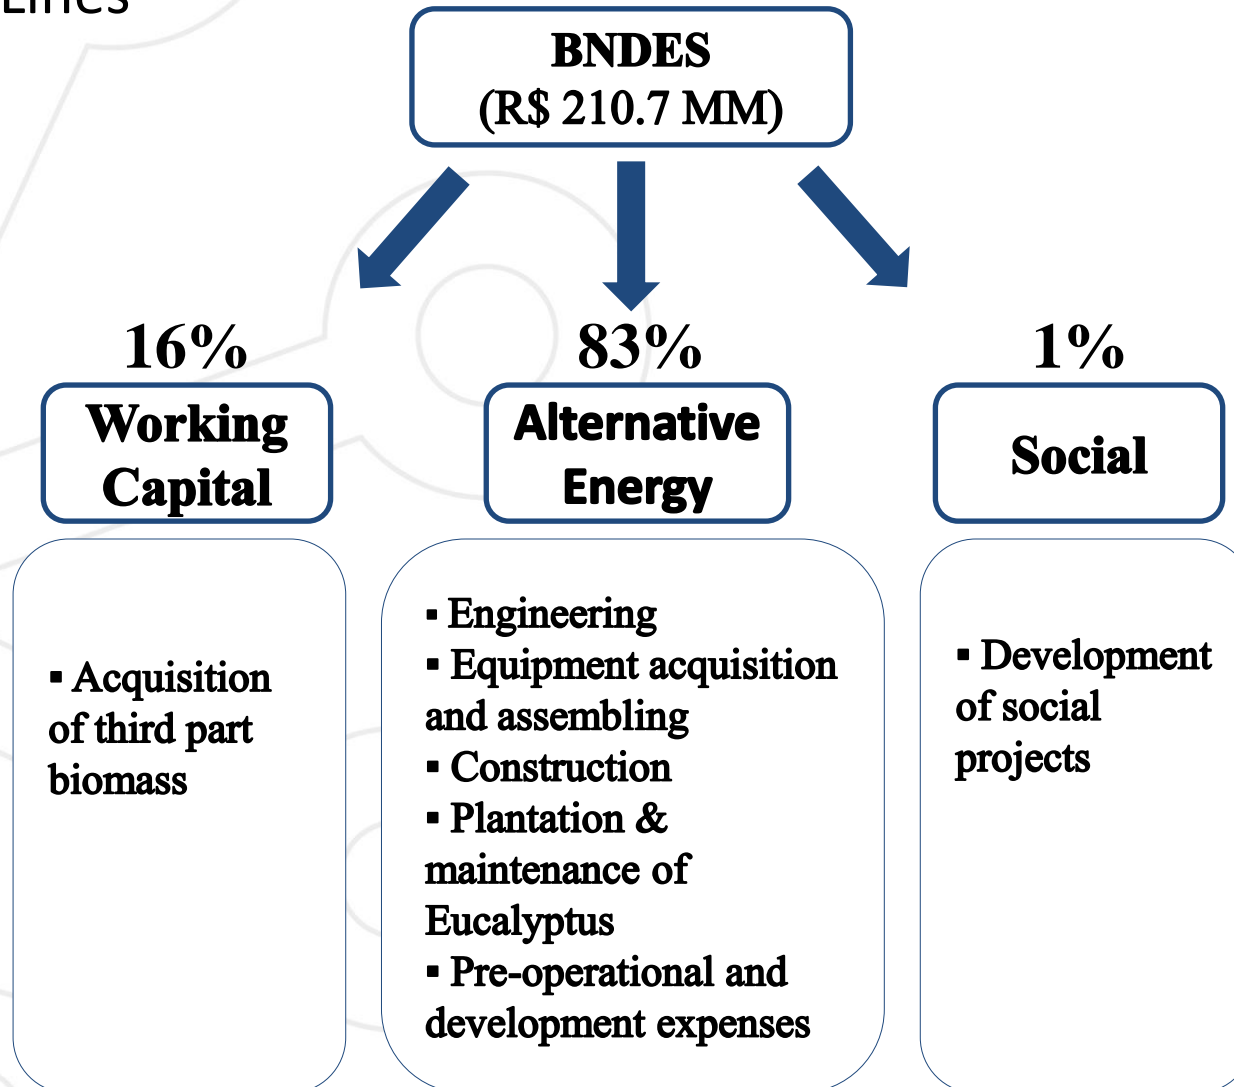 Lines
BNDES
(R$ 210.7 MM)
16%
83%
1%
Working
Capital
Alternative
Energy
Social
▪ Acquisition
of third part
biomass
▪ Engineering
▪ Equipment acquisition
and assembling
▪ Construction
▪ Plantation &
maintenance of
Eucalyptus
▪ Pre-operational and
development expenses
▪ Development
of social
projects